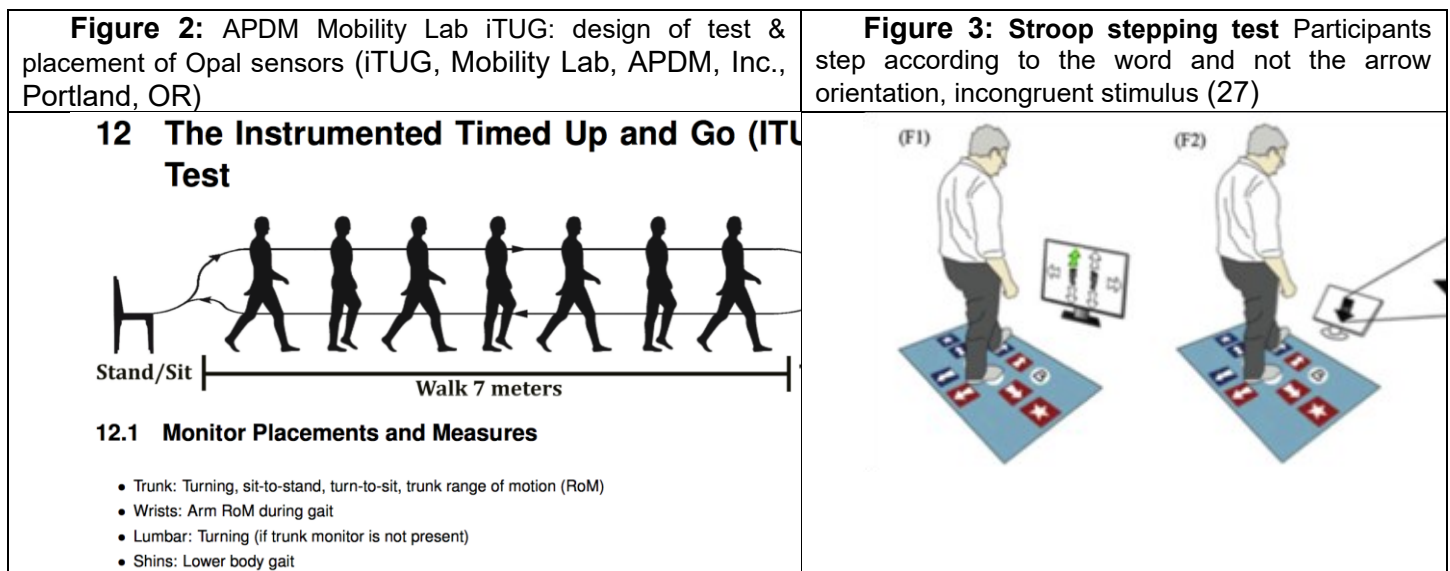 Figure 2: APDM Mobility Lab iTUG: design of test &
placement of Opal sensors (iTUG, Mobility Lab, APDM, Inc.,
Portland, OR)
12 The Instrumented Timed Up and Go (ITU
Test
Stand/Sit
Walk 7 meters
12.1 Monitor Placements and Measures
• Trunk: Turning, sit-to-stand, turn-to-sit, trunk range of motion (RoM)
• Wrists: Arm RoM during gait
• Lumbar: Turning (if trunk monitor is not present)
• Shins: Lower body gait
Figure 3: Stroop stepping test Participants
step according to the word and not the arrow
orientation, incongruent stimulus (27)
(F1)
(F2)